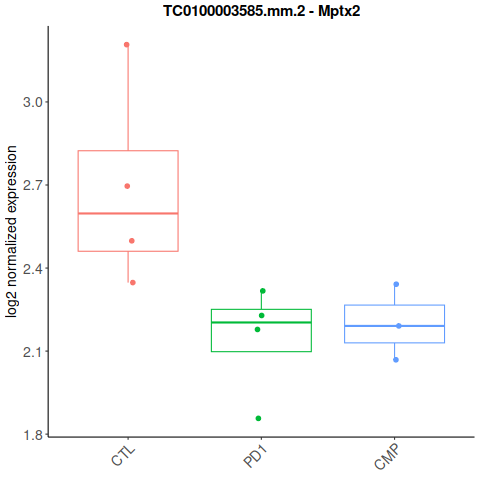 TC0100003585.mm.2 - Mptx2
log2 normalized expression
3.0
2.7
2.4
2.1
1.8
CTL
PD1
CMP